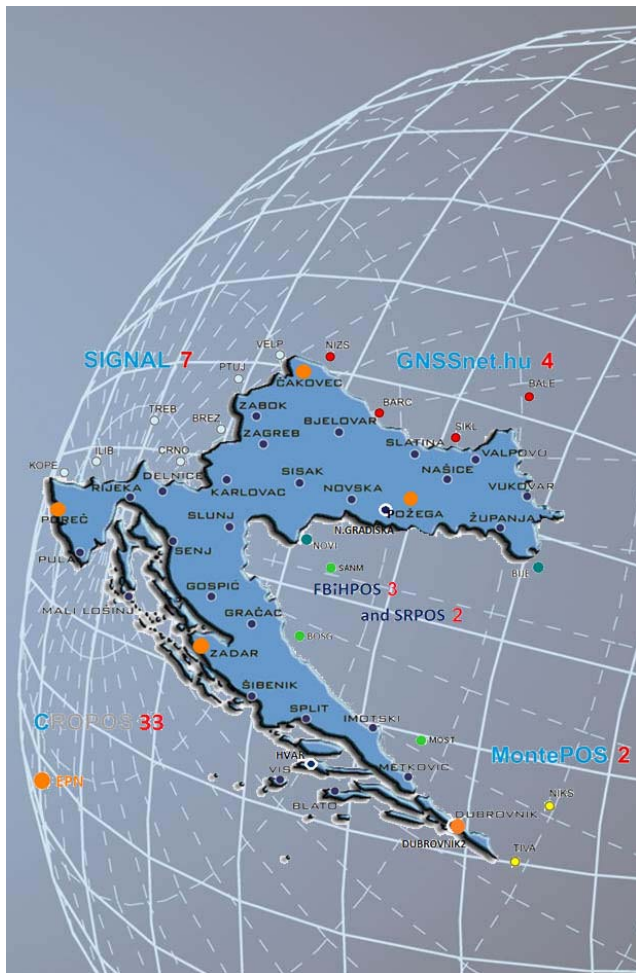 VELP
NIZS
SIGNAL 7
GNSSnet.hu 4
PTUJ
ČAKOVEC
BALE
ZABOK
BARC
TREB
BREZ
BJELOVAR
ZAGREB
SIKL
ILIB
CRNO
SLATINA
VALPOVU
KOPE
DELNICE
SISAK
NAŠICE
RIJEKA
KARLOVAC
NOVSKA
VUKOVAR
POREČ
SLUNJ
POŽEGA
ŽUPANJA
N.GRADIŠKA
SENJ
NOVI
PULA
SANM
BIJE
FBiHPOS 3
GOSPIĆ
MALI LOŠINJ
and SRPOS 2
GRAČAC
BOSG
ZADAR
ŠIBENIK
SPLIT
CROPOS 33
IMOTSKI
MOST
HVAR
MontePOS 2
EPN
VIS
METKOVIĆ
NIKS
BLATO
DUBROVNIK
DUBROVNIK2
TIVA